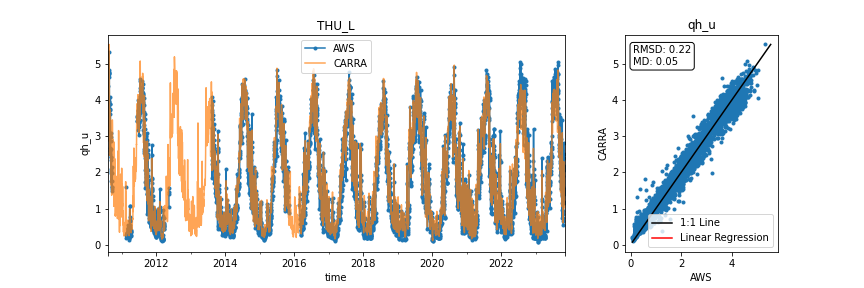 THU_L
qh_u
AWS
CARRA
0
1
2
3
4
5
2012
2014
2016
2018
2020
2022
time
qh_u
RMSD: 0.22
MD: 0.05
CARRA
0
1
2
3
4
5
1:1 Line
Linear Regression
0
2
4
AWS